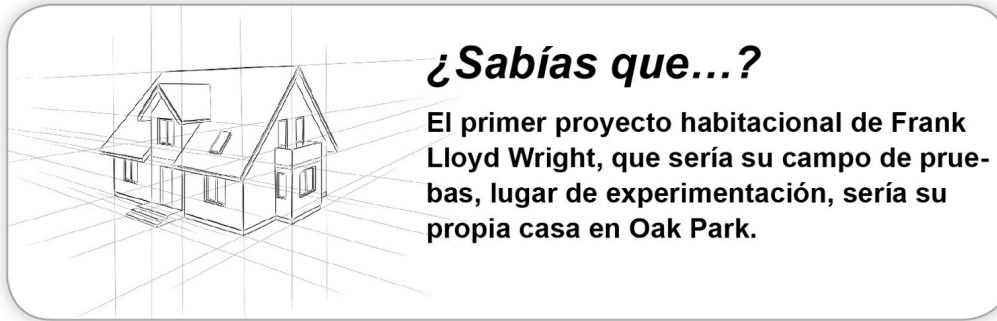 ¿Sabías que...?
El primer proyecto habitacional de Frank
Lloyd Wright, que sería su campo de prue-
bas, lugar de experimentación, sería su
propia casa en Oak Park.